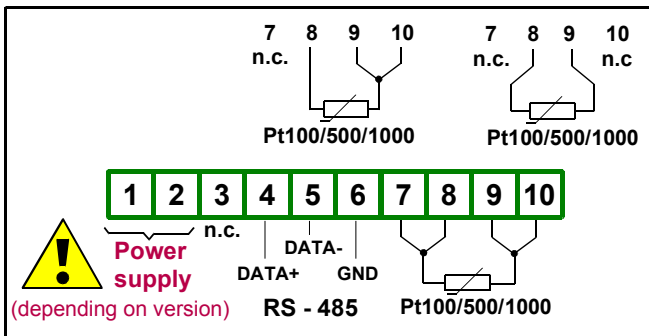 7 8 9 10
n.c.
Pt100/500/1000
7 8 9 10
n.c. n.c
Pt100/500/1000
1 2 3 4 5 6 7 8 9 10
n.c.
Power
supply
(depending on version)
DATA-
DATA+ GND
RS - 485
Pt100/500/1000